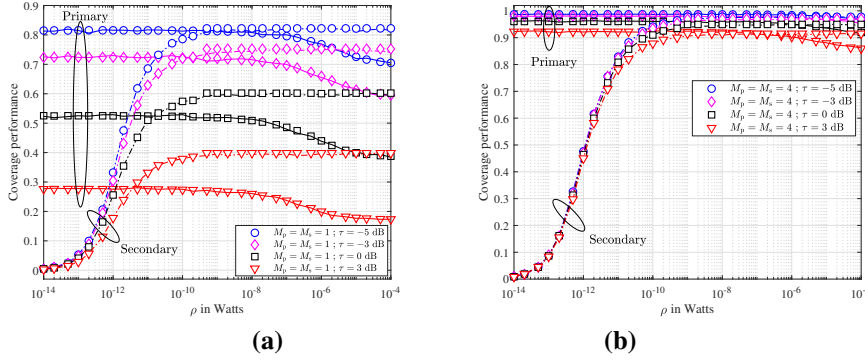 0.9
0.8
0.7
0.6
0.5
0.4
0.3
0.2
0.1
0
Coverage performance
Primary
Secondary
M_p = M_s = 1 ; τ = −5 dB
M_p = M_s = 1 ; τ = −3 dB
M_p = M_s = 1 ; τ = 0 dB
M_p = M_s = 1 ; τ = 3 dB
10^-14 10^-12 10^-10 10^-8 10^-6 10^-4
ρ in Watts
(a)
1
0.9
0.8
0.7
0.6
0.5
0.4
0.3
0.2
0.1
0
Coverage performance
Primary
M_p = M_s = 4 ; τ = −5 dB
M_p = M_s = 4 ; τ = −3 dB
M_p = M_s = 4 ; τ = 0 dB
M_p = M_s = 4 ; τ = 3 dB
Secondary
10^-14 10^-12 10^-10 10^-8 10^-6 10^-
ρ in Watts
(b)